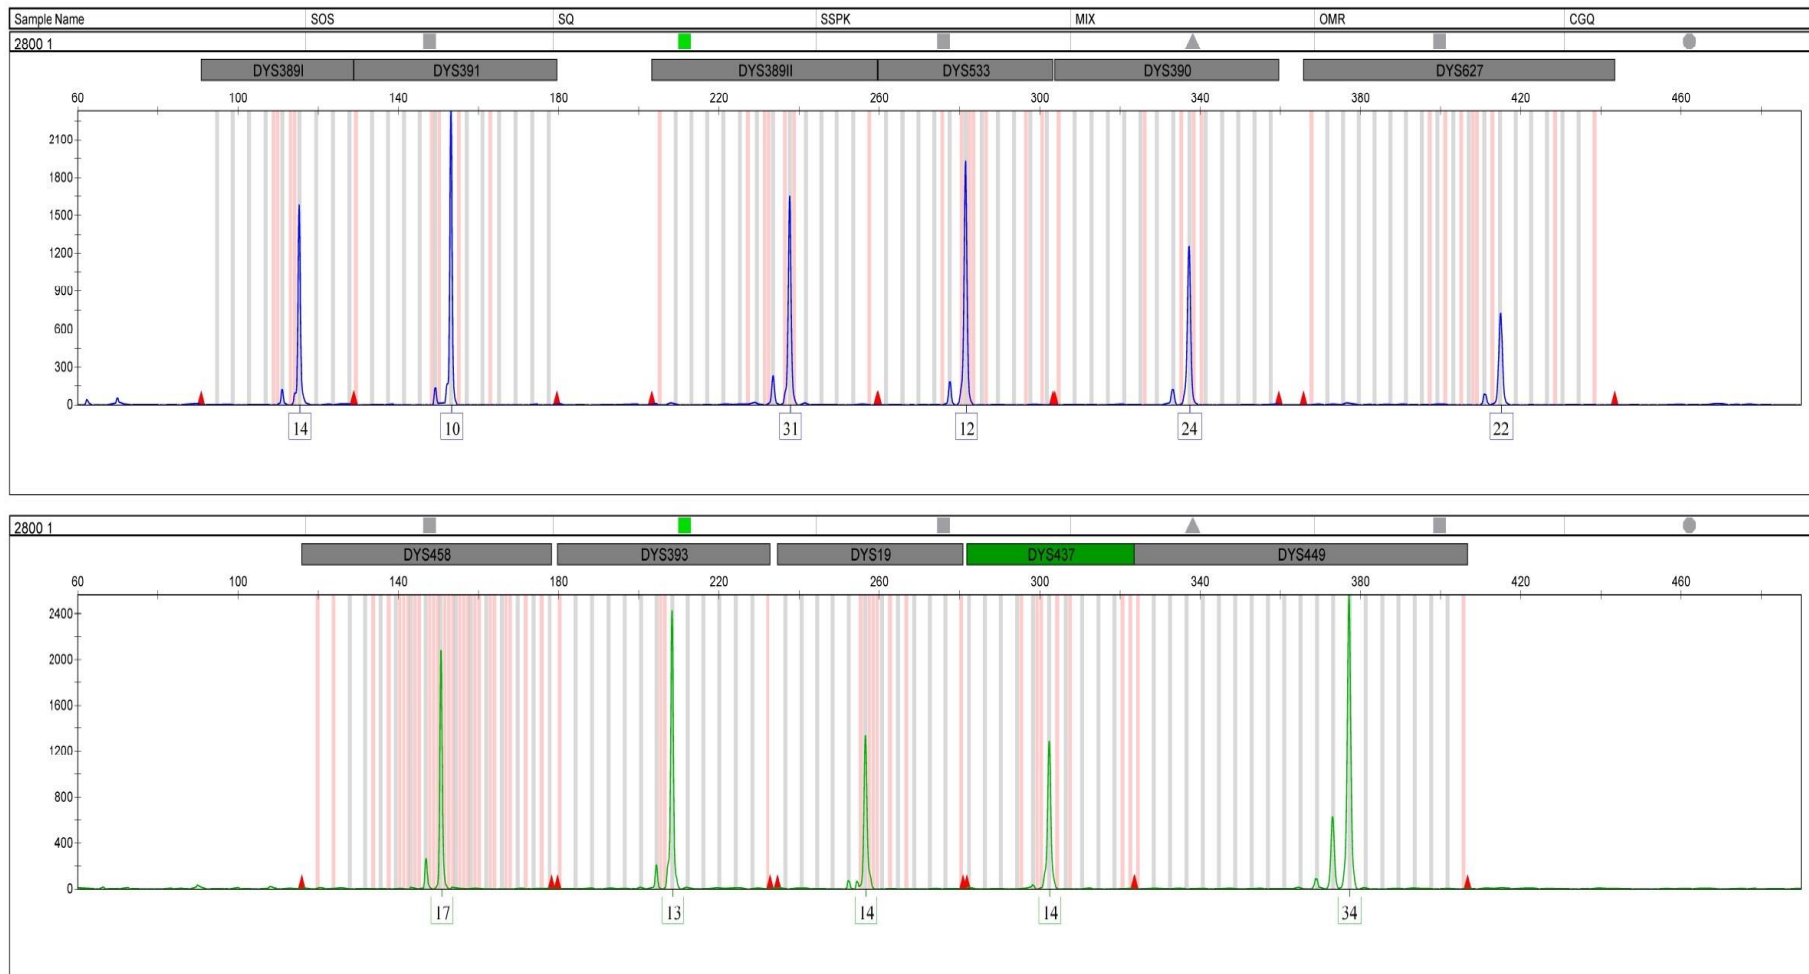 Sample Name SOS SQ SSPK MIX OMR CGQ
2800 1
DYS389I DYS391 DYS389II DYS533 DYS390 DYS627
60 100 140 180 220 260 300 340 380 420 460
2100
1800
1500
1200
900
600
300
0
14 10 31 12 24 22
2800 1
DYS458 DYS393 DYS19 DYS437 DYS449
60 100 140 180 220 260 300 340 380 420 460
2400
2000
1600
1200
800
400
0
17 13 14 14 34